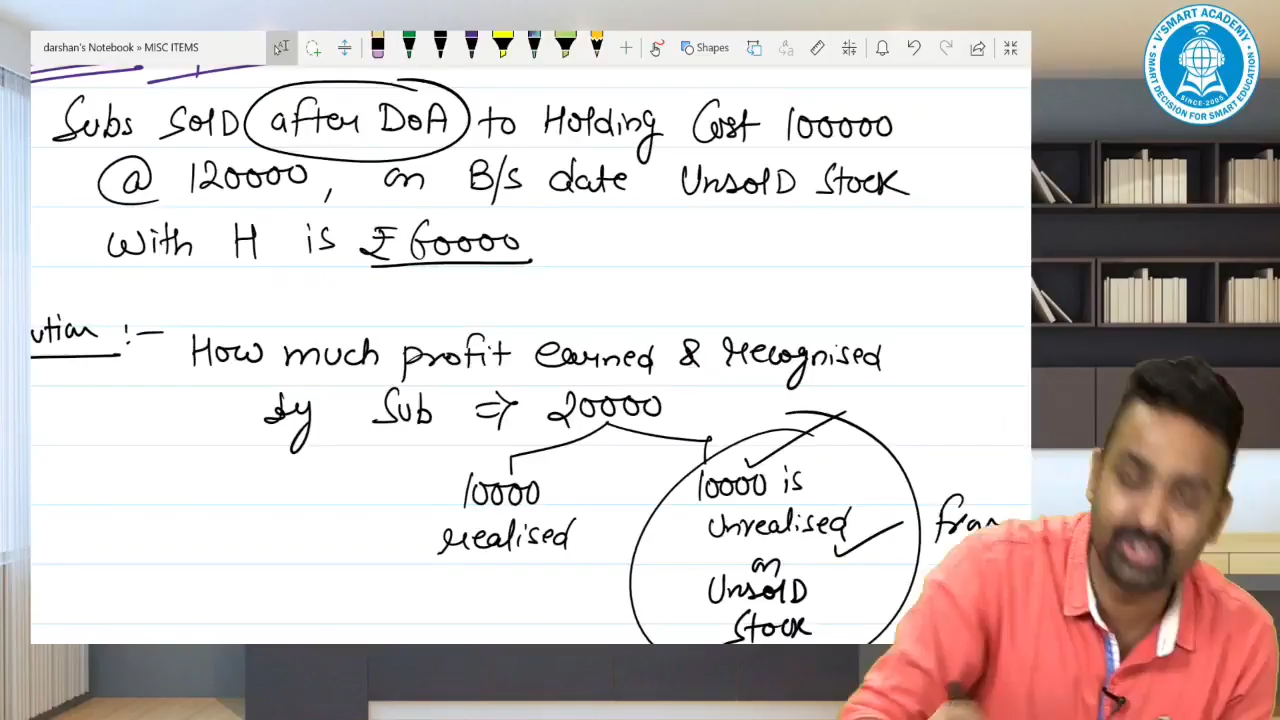 darshan's Notebook » MISC ITEMS
Shapes
V'SMART ACADEMY
SMART DECISION FOR SMART EDUCATION
SINCE-2005
Subs Sold after DoA to Holding Cost 100000
@ 120000, on B/s date Unsold Stock
With H is ₹ 60000
ution :-
How much profit earned & recognised
by Sub ⇒ 20000
10000
realised
10000 is
unrealised
on
Unsold
Stock